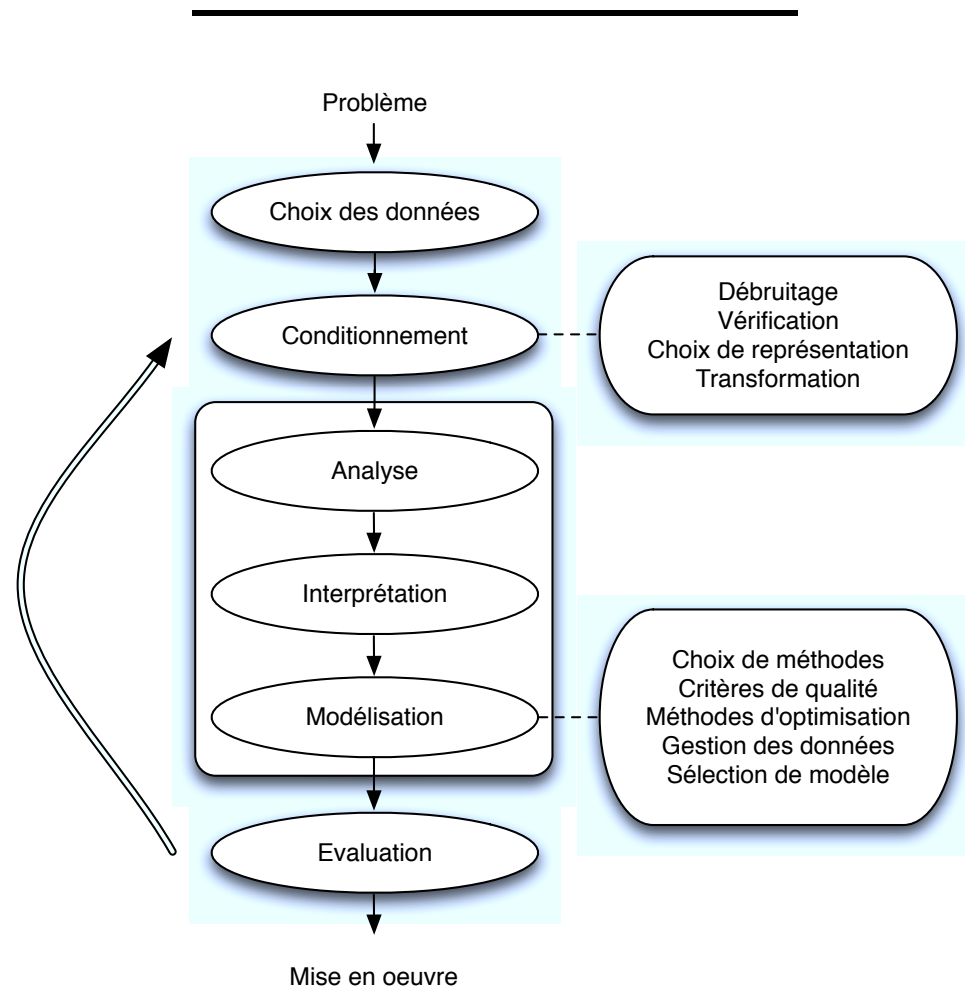 Problème
Choix des données
Conditionnement
Débruitage
Vérification
Choix de représentation
Transformation
Analyse
Interprétation
Modélisation
Choix de méthodes
Critères de qualité
Méthodes d'optimisation
Gestion des données
Sélection de modèle
Evaluation
Mise en oeuvre